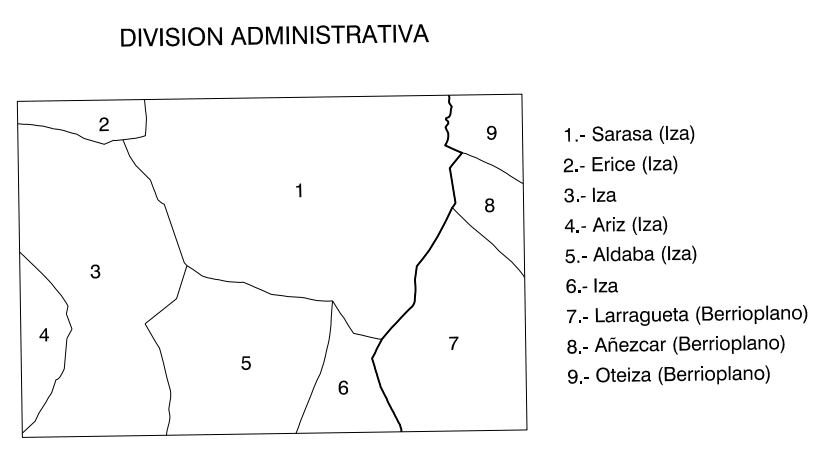 DIVISION ADMINISTRATIVA
2
9
1
8
3
4
7
5
6
1.- Sarasa (Iza)
2.- Erice (Iza)
3.- Iza
4.- Ariz (Iza)
5.- Aldaba (Iza)
6.- Iza
7.- Larragueta (Berrioplano)
8.- Añezcar (Berrioplano)
9.- Oteiza (Berrioplano)